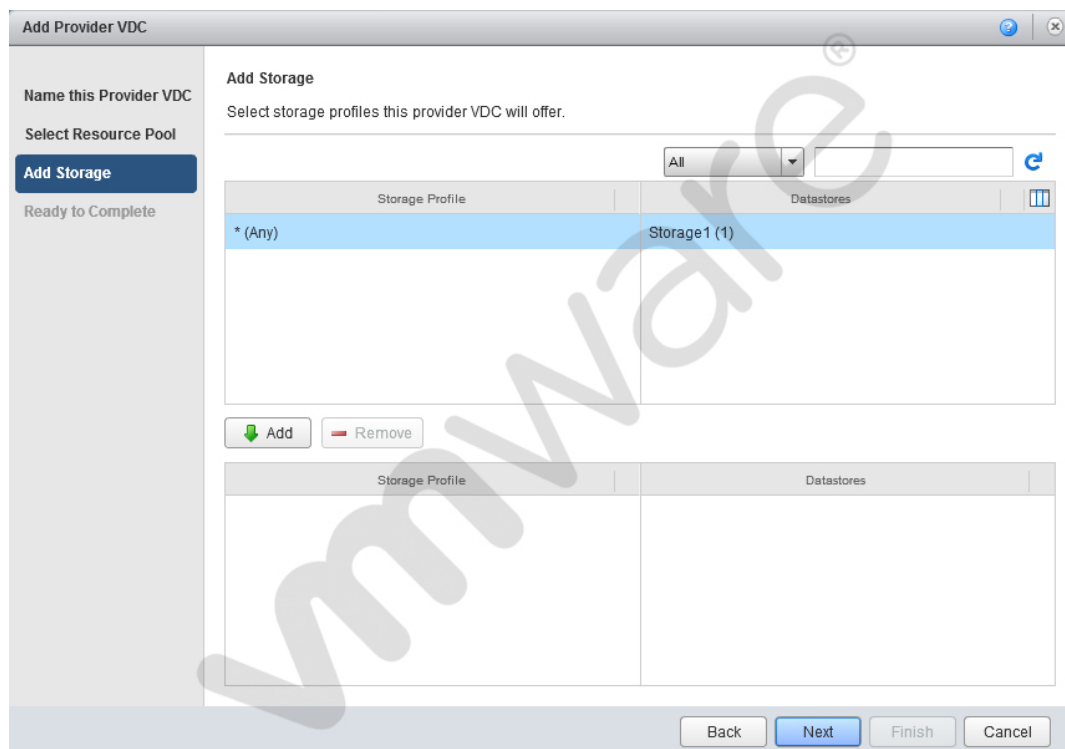 Add Provider VDC
Name this Provider VDC
Select Resource Pool
Add Storage
Ready to Complete
Add Storage
Select storage profiles this provider VDC will offer.
All
Storage Profile Datastores
* (Any) Storage1 (1)
Add Remove
Storage Profile Datastores
Back Next Finish Cancel
vmware®